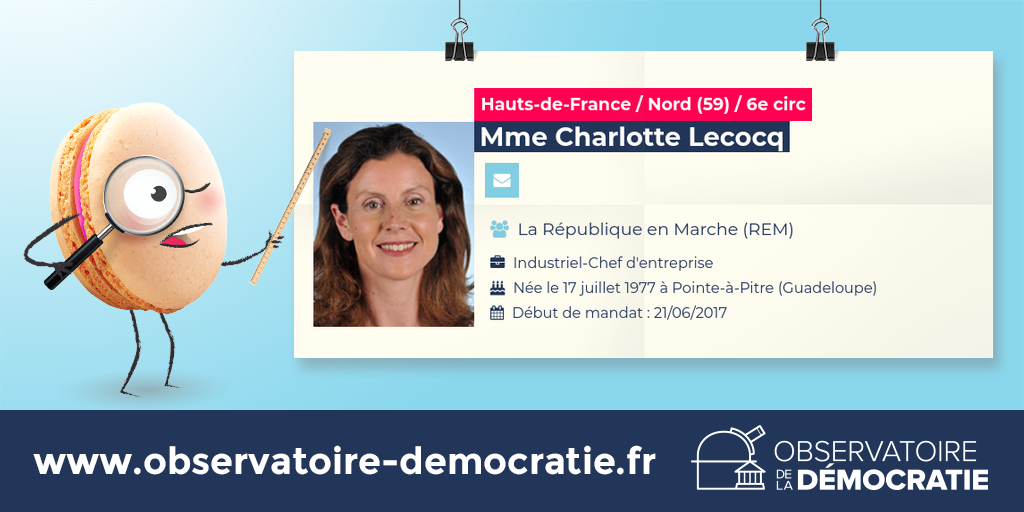 Hauts-de-France / Nord (59) / 6e circ
Mme Charlotte Lecocq
La République en Marche (REM)
Industriel-Chef d'entreprise
Née le 17 juillet 1977 à Pointe-à-Pitre (Guadeloupe)
Début de mandat : 21/06/2017
www.observatoire-democratie.fr
OBSERVATOIRE
DE LA DÉMOCRATIE